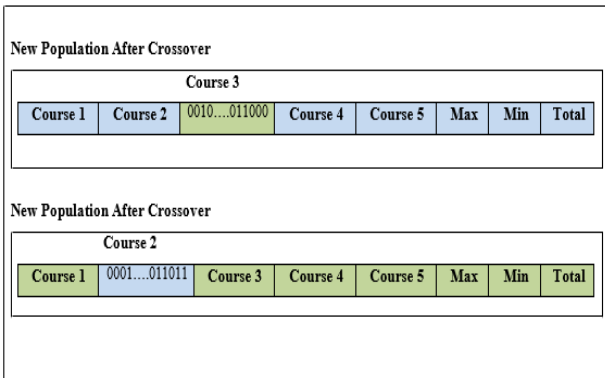 New Population After Crossover
Course 3
Course 1 Course 2 0010....011000 Course 4 Course 5 Max Min Total
New Population After Crossover
Course 2
Course 1 0001....011011 Course 3 Course 4 Course 5 Max Min Total